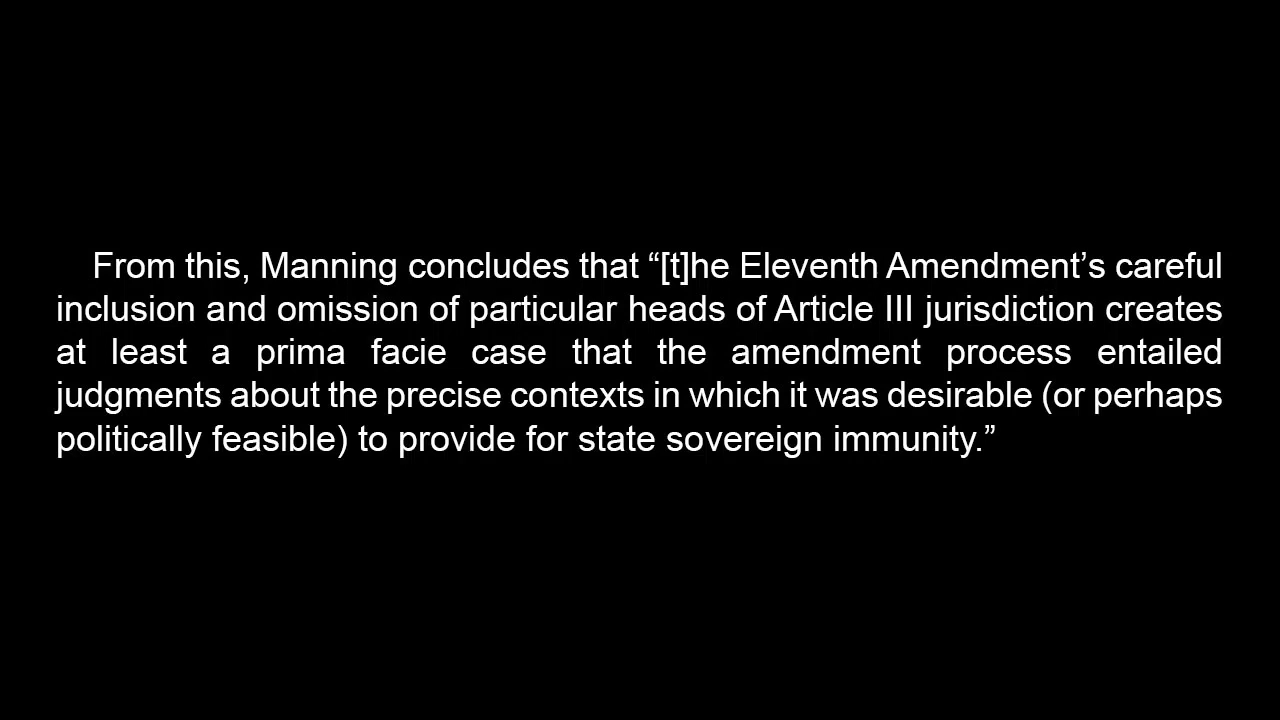 From this, Manning concludes that “[t]he Eleventh Amendment’s careful
inclusion and omission of particular heads of Article III jurisdiction creates
at least a prima facie case that the amendment process entailed
judgments about the precise contexts in which it was desirable (or perhaps
politically feasible) to provide for state sovereign immunity.”